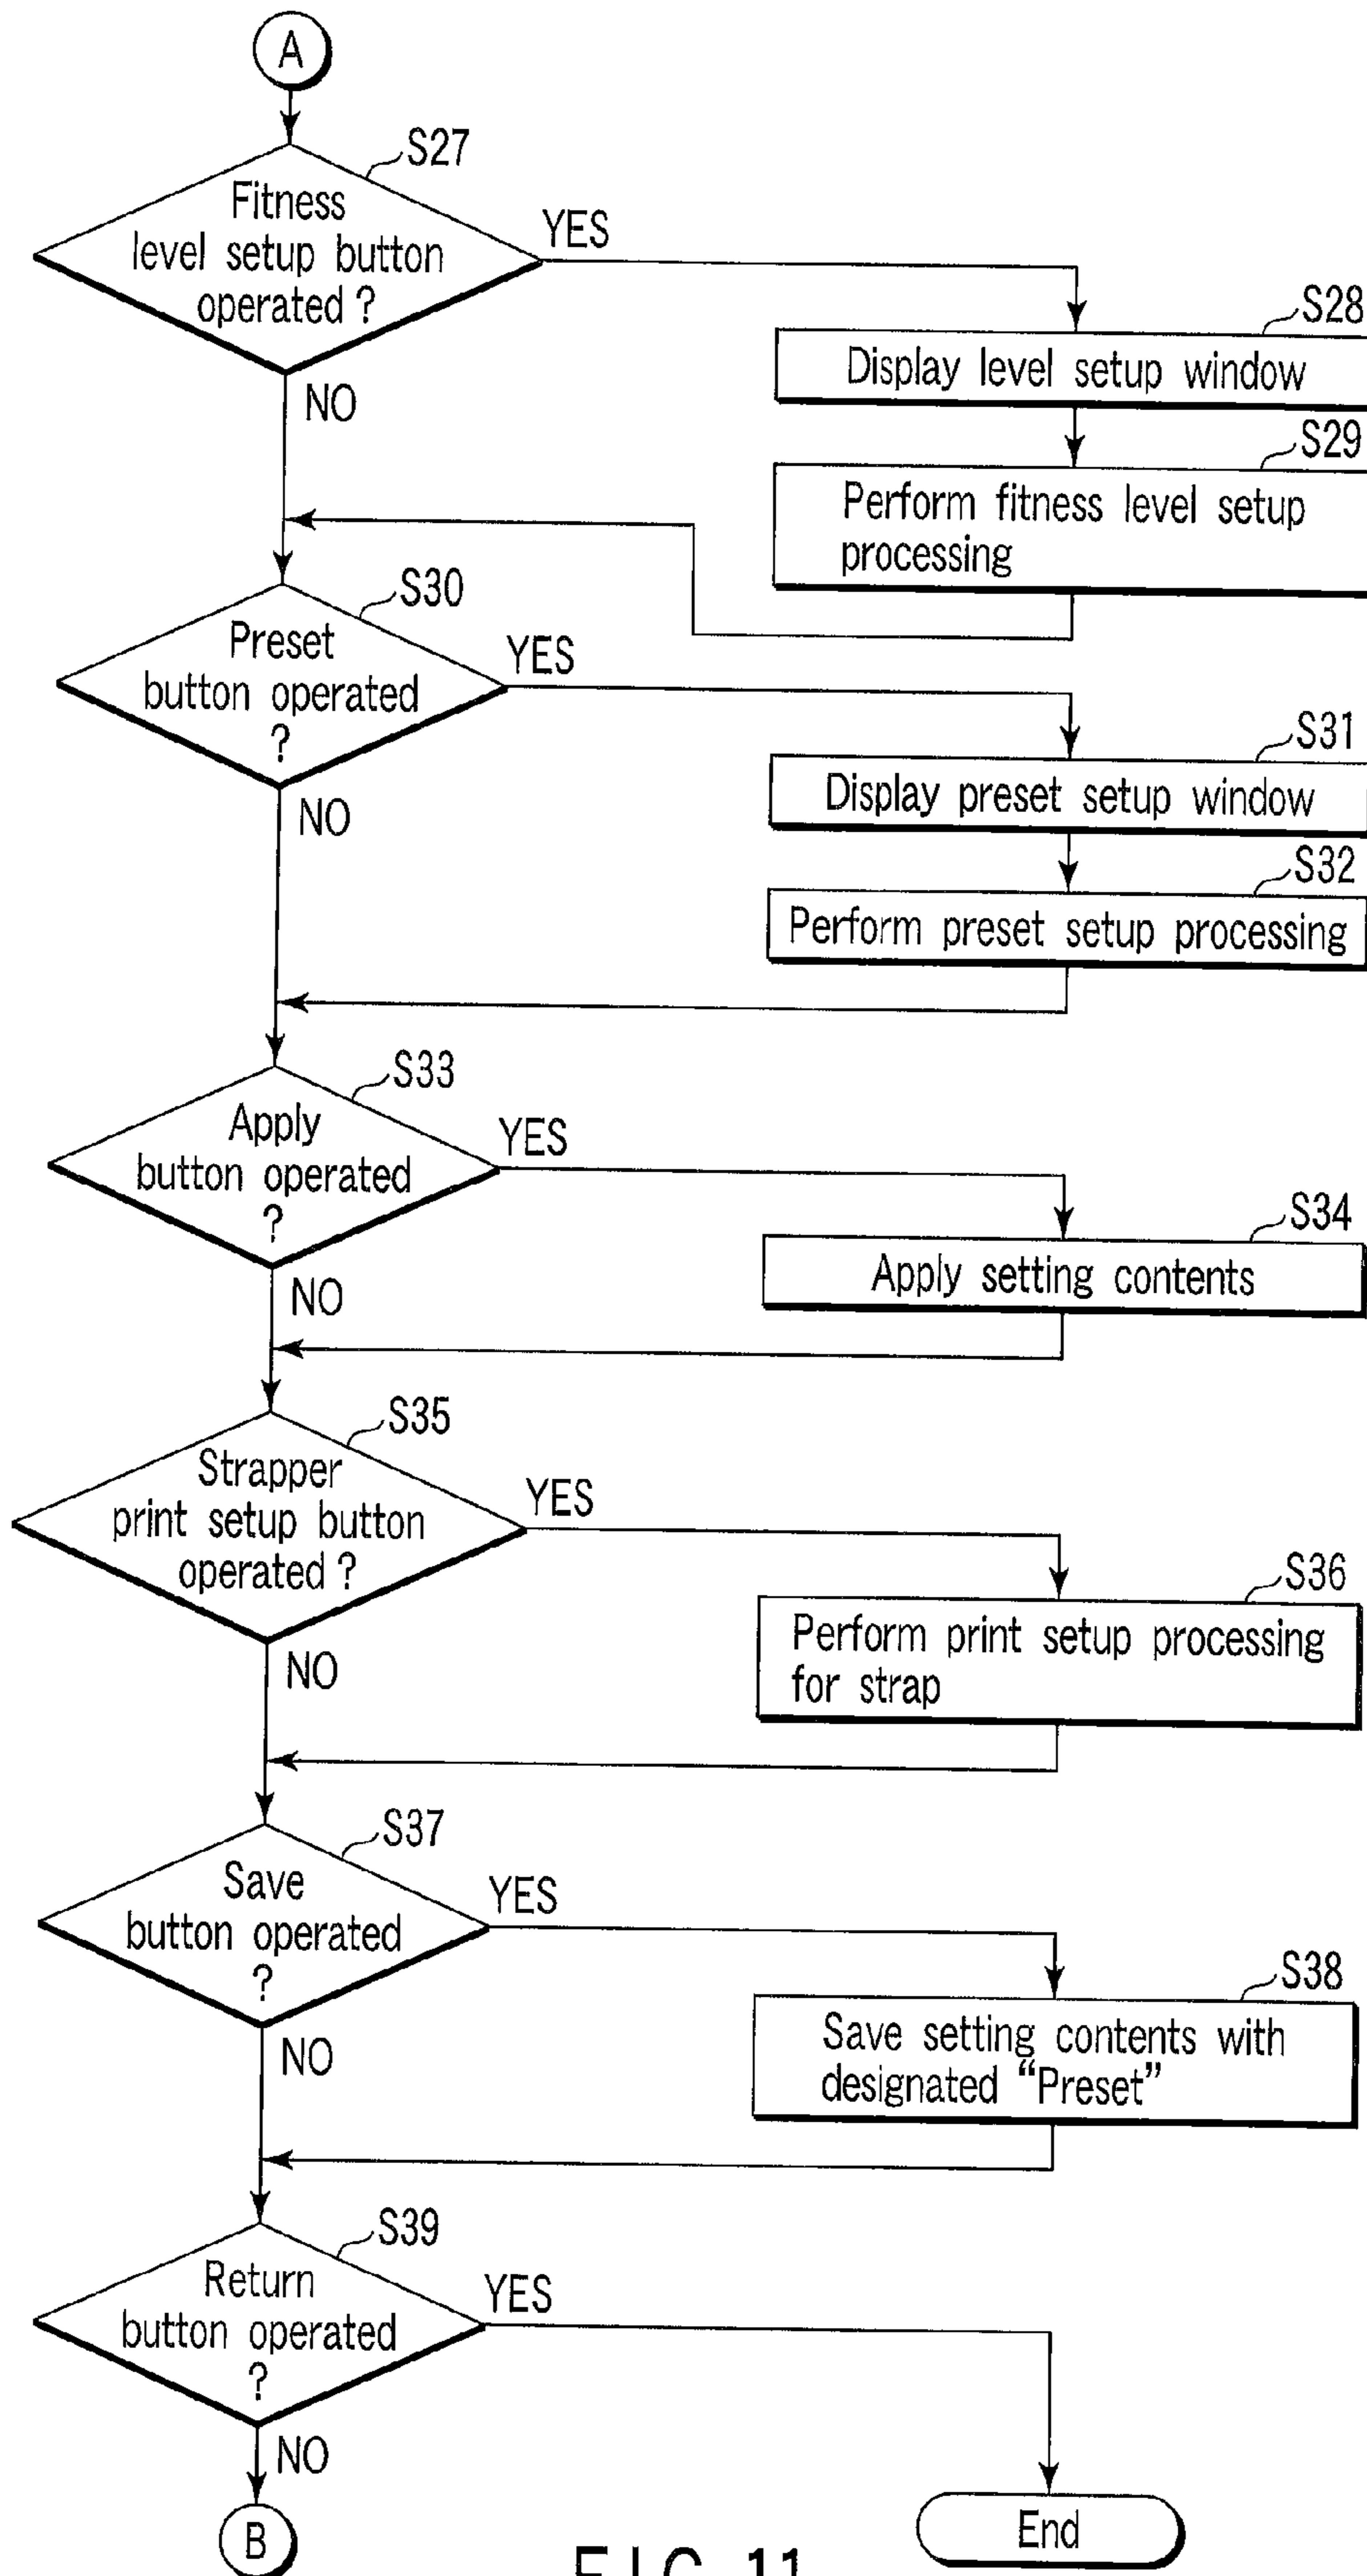 A
S27
Fitness
level setup button
operated ?
YES
NO
S28
Display level setup window
S29
Perform fitness level setup
processing
S30
Preset
button operated
?
YES
NO
S31
Display preset setup window
S32
Perform preset setup processing
S33
Apply
button operated
?
YES
NO
S34
Apply setting contents
S35
Strapper
print setup button
operated ?
YES
NO
S36
Perform print setup processing
for strap
S37
Save
button operated
?
YES
NO
S38
Save setting contents with
designated “Preset”
S39
Return
button operated
?
YES
NO
B
End
FIG. 11